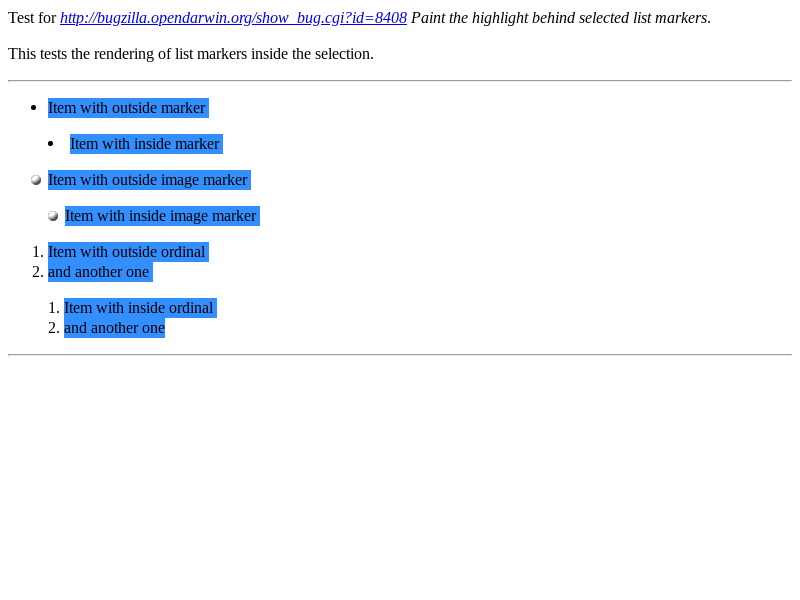 Test for http://bugzilla.opendarwin.org/show_bug.cgi?id=8408 Paint the highlight behind selected list markers.
This tests the rendering of list markers inside the selection.
• Item with outside marker
• Item with inside marker
Item with outside image marker
Item with inside image marker
1. Item with outside ordinal
2. and another one
1. Item with inside ordinal
2. and another one